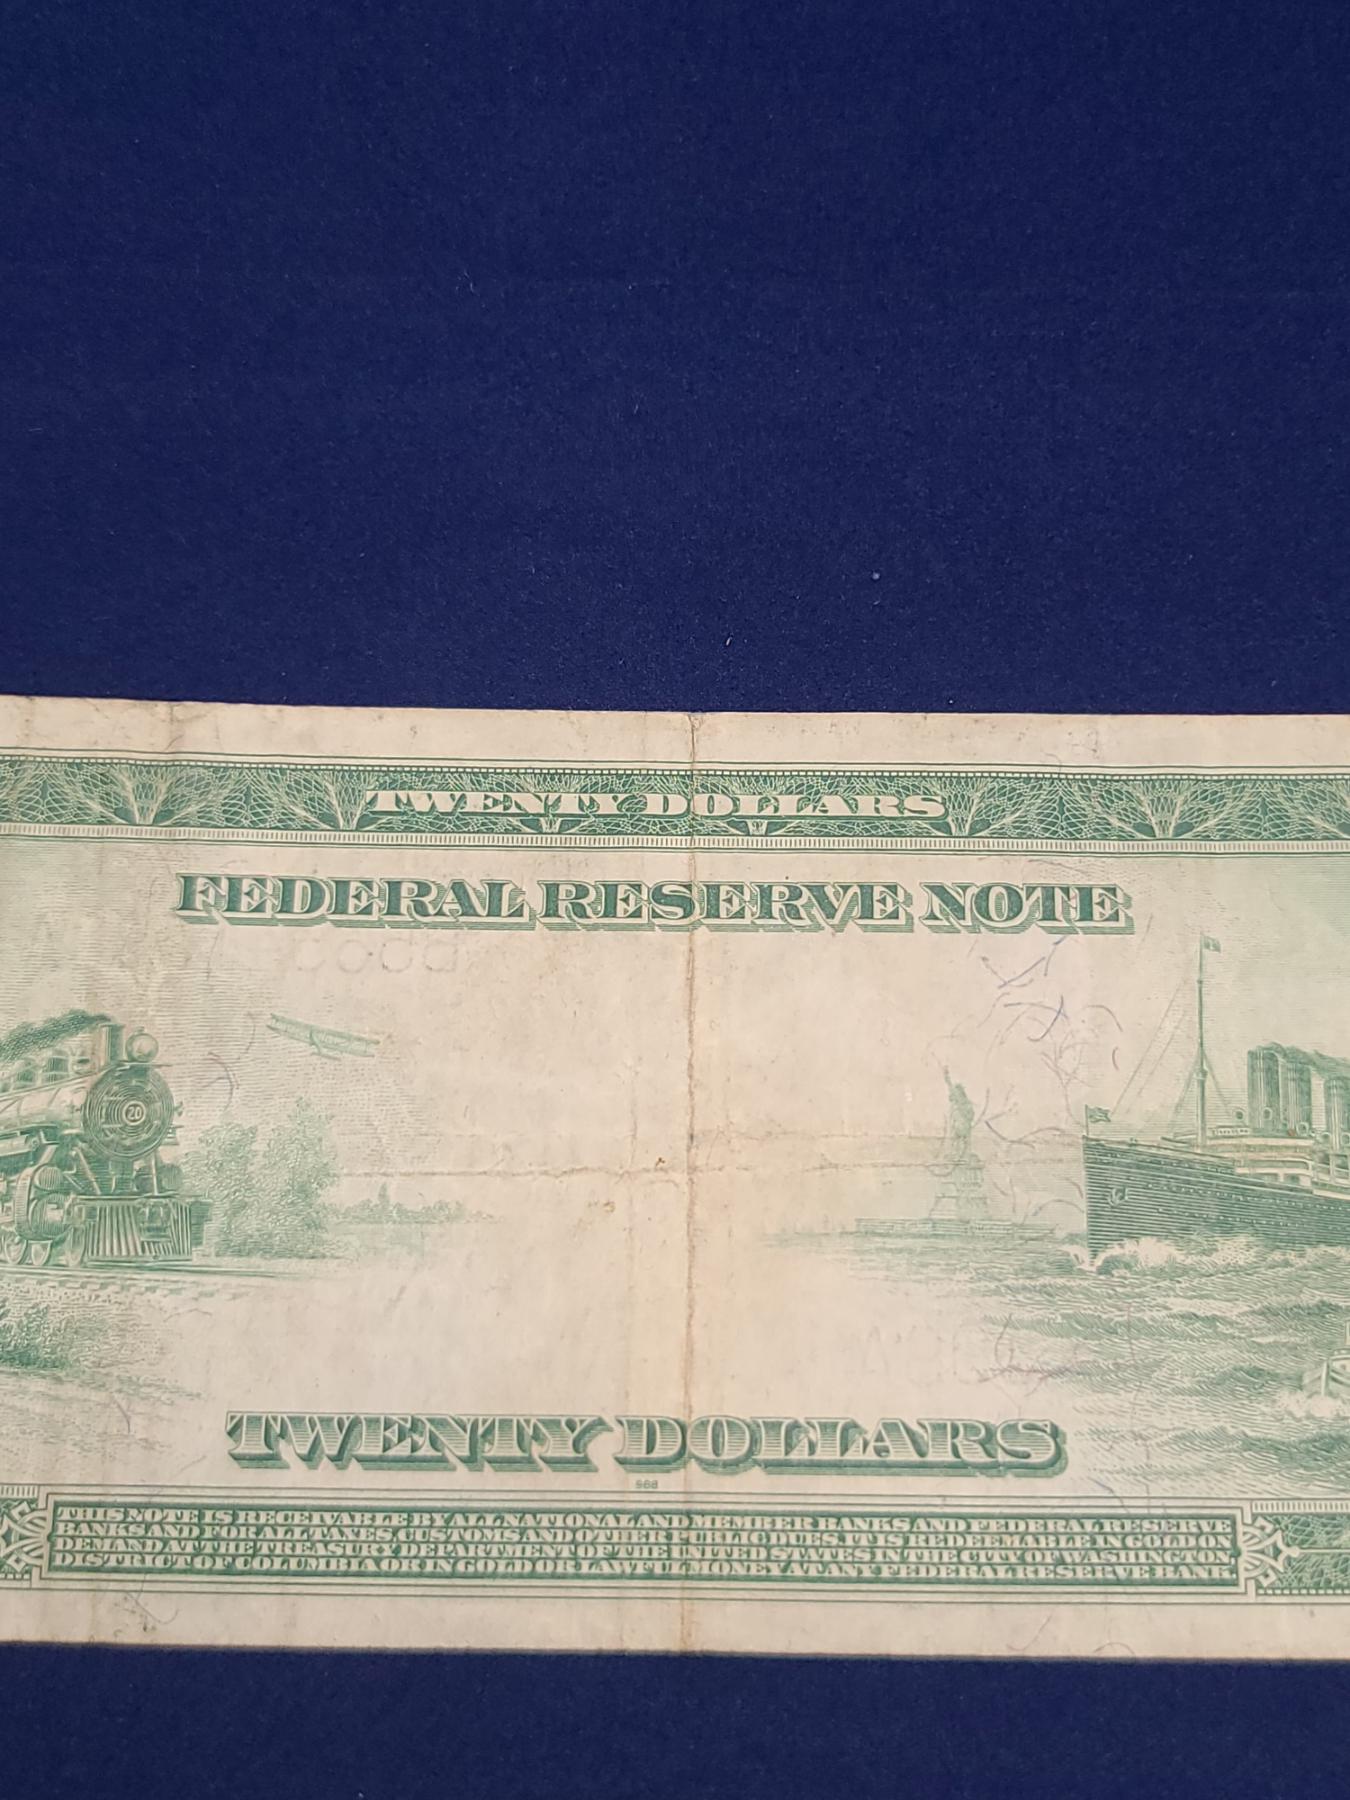 TWENTY DOLLARS
FEDERAL RESERVE NOTE
20
TWENTY DOLLARS
998
THIS NOTE IS RECEIVABLE BY ALL NATIONAL AND MEMBER BANKS AND FEDERAL RESERVE
BANKS AND FOR ALL TAXES, CUSTOMS AND OTHER PUBLIC DUES. IT IS REDEEMABLE IN GOLD ON
DEMAND AT THE TREASURY DEPARTMENT OF THE UNITED STATES IN THE CITY OF WASHINGTON
DISTRICT OF COLUMBIA OR IN GOLD OR LAWFUL MONEY AT ANY FEDERAL RESERVE BANK.